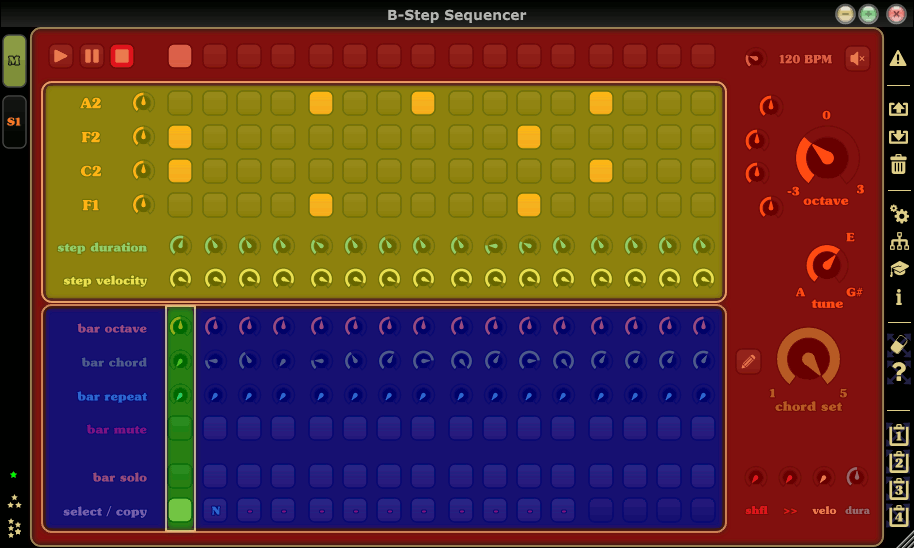 B-Step Sequencer
M
120 BPM
A2
S1
F2
0
C2
-3 3
octave
F1
E
step duration
step velocity
A G#
tune
bar octave
bar chord
bar repeat
1 5
chord set
bar mute
1
bar solo
2
3
select / copy N - - - - - - - - - -
shfl >> velo dura
4